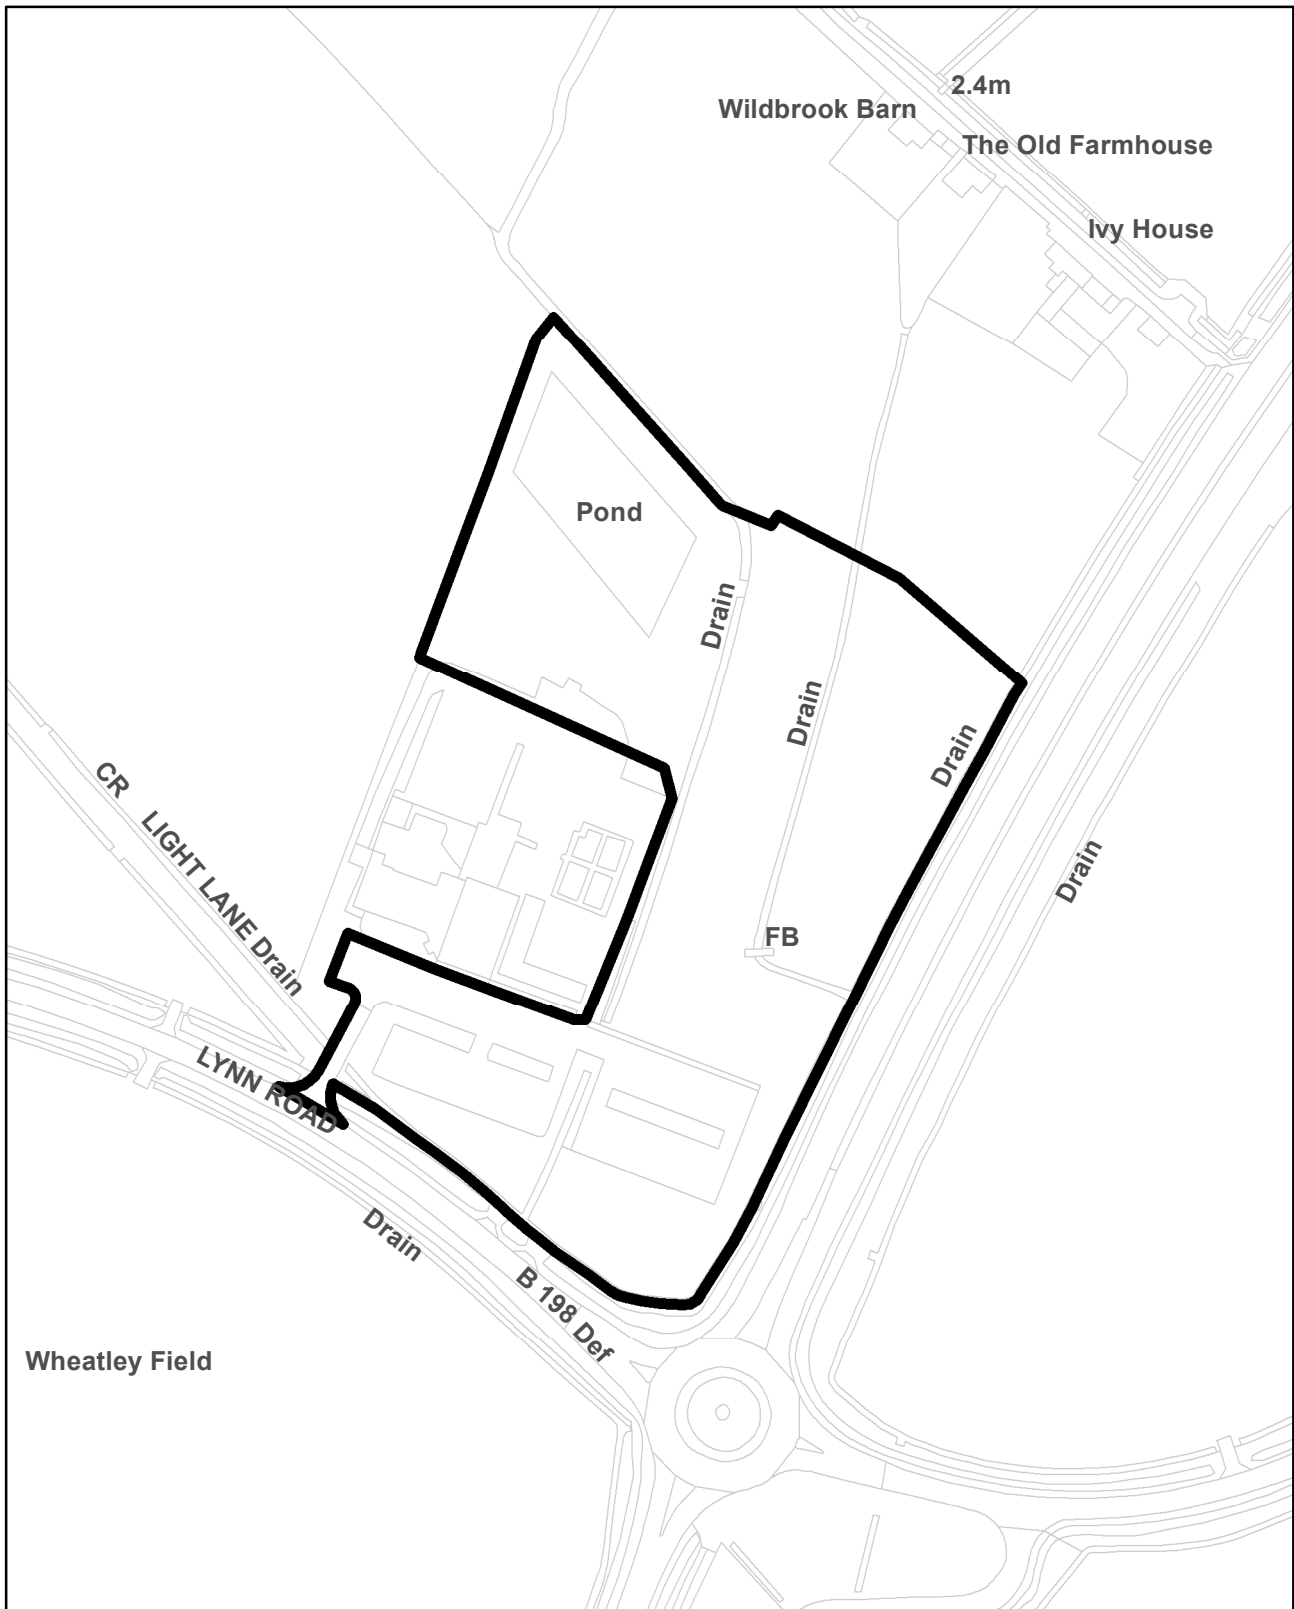 2.4m
Wildbrook Barn
The Old Farmhouse
Ivy House
Pond
Drain
Drain
Drain
CR
LIGHT LANE Drain
Drain
FB
LYNN ROAD
Drain
B 198 Def
Wheatley Field